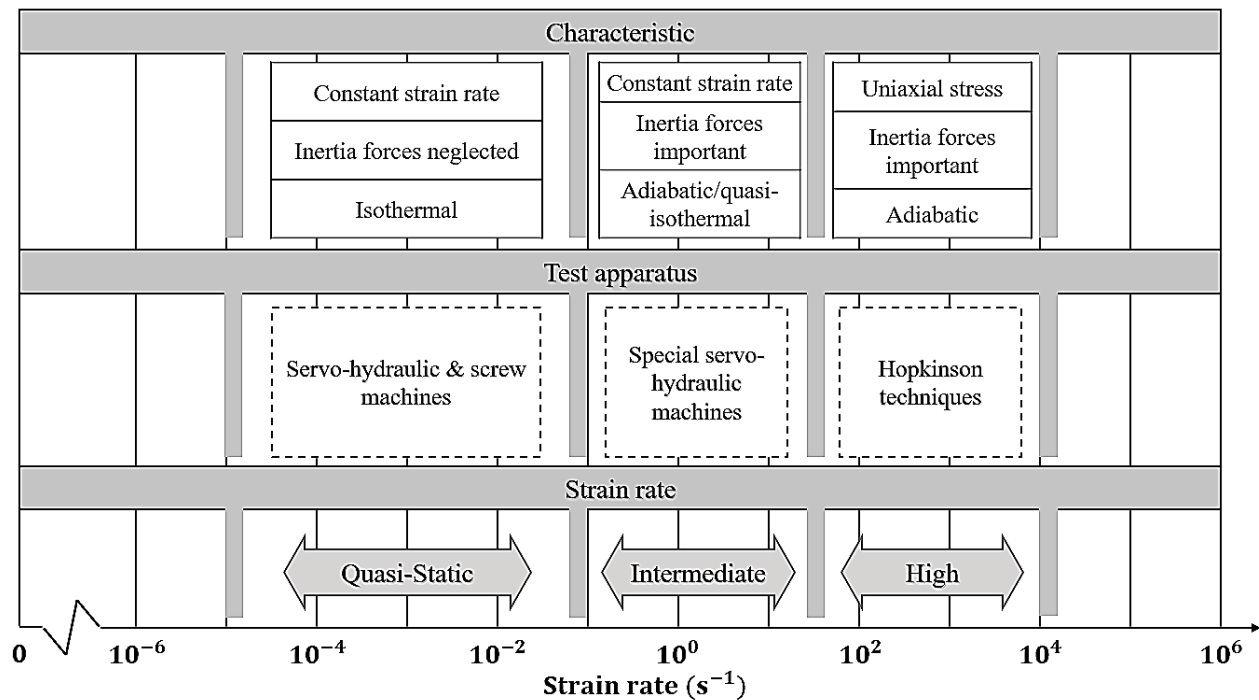 Characteristic
Constant strain rate
Inertia forces neglected
Isothermal
Constant strain rate
Inertia forces
important
Adiabatic/quasi-
isothermal
Uniaxial stress
Inertia forces
important
Adiabatic
Test apparatus
Servo-hydraulic & screw
machines
Special servo-
hydraulic
machines
Hopkinson
techniques
Strain rate
Quasi-Static
Intermediate
High
0 10⁻⁶ 10⁻⁴ 10⁻² 10⁰ 10² 10⁴ 10⁶
Strain rate (s⁻¹)